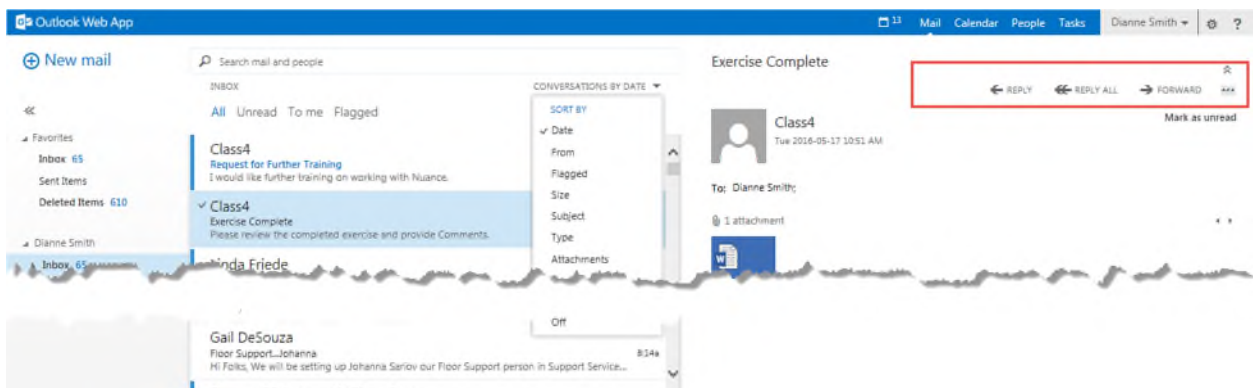 Outlook Web App
13 Mail Calendar People Tasks Dianne Smith ?
New mail
Favorites
Inbox 65
Sent Items
Deleted Items 610
Dianne Smith
Inbox 65
Search mail and people
INBOX CONVERSATIONS BY DATE
All Unread To me Flagged
Class4
Request for Further Training
I would like further training on working with Nuance.
Class4
Exercise Complete
Please review the completed exercise and provide Comments.
Linda Friede
Gail DeSouza
Floor Support...Johanna 8:14a
Hi Folks, We will be setting up Johanna Sarlov our Floor Support person in Support Service...
SORT BY
Date
From
Flagged
Size
Subject
Type
Attachments
Off
Exercise Complete
REPLY REPLY ALL FORWARD ...
Mark as unread
Class4
Tue 2016-05-17 10:51 AM
To: Dianne Smith;
1 attachment
W